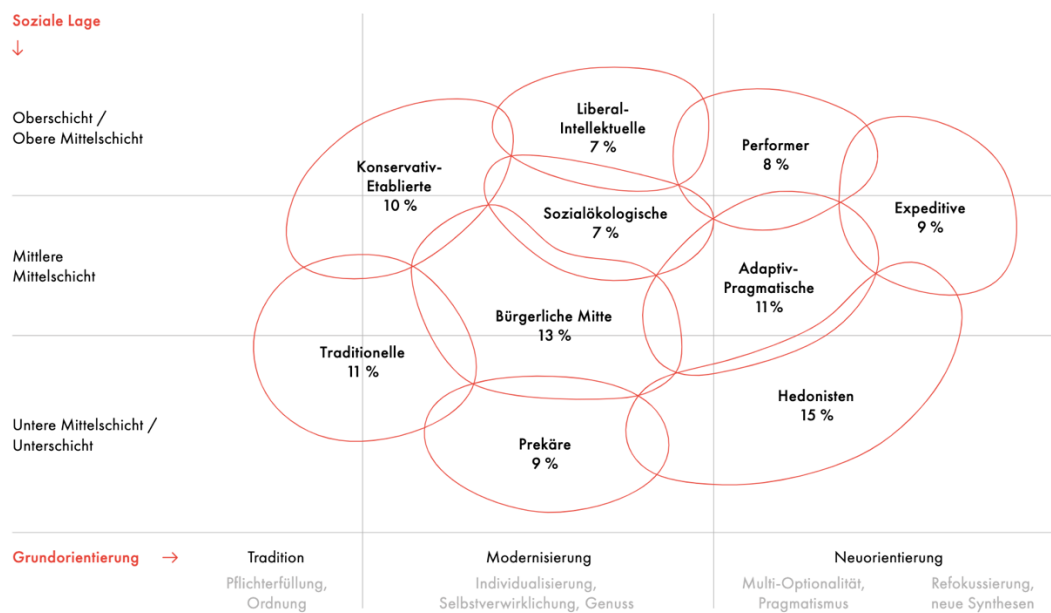 Soziale Lage
↓
Oberschicht /
Obere Mittelschicht
Mittlere
Mittelschicht
Untere Mittelschicht /
Unterschicht
Konservativ-
Etablierte
10 %
Liberal-
Intellektuelle
7 %
Performer
8 %
Expeditive
9 %
Sozialökologische
7 %
Adaptiv-
Pragmatische
11%
Bürgerliche Mitte
13 %
Traditionelle
11 %
Hedonisten
15 %
Prekäre
9 %
Grundorientierung →
Tradition
Pflichterfüllung,
Ordnung
Modernisierung
Individualisierung,
Selbstverwirklichung, Genuss
Neuorientierung
Multi-Optionalität,
Pragmatismus
Refokussierung,
neue Synthesen